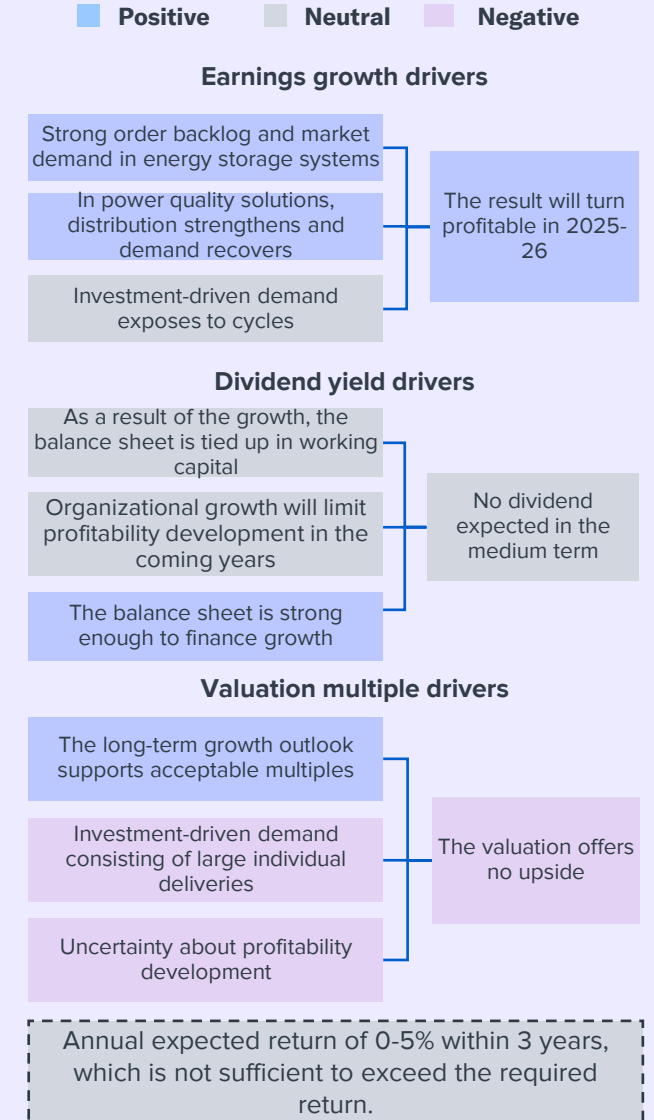 Positive Neutral Negative
Earnings growth drivers
Strong order backlog and market
demand in energy storage systems
In power quality solutions,
distribution strengthens and
demand recovers
Investment-driven demand
exposes to cycles
The result will turn
profitable in 2025-
26
Dividend yield drivers
As a result of the growth, the
balance sheet is tied up in working
capital
Organizational growth will limit
profitability development in the
coming years
The balance sheet is strong
enough to finance growth
No dividend
expected in the
medium term
Valuation multiple drivers
The long-term growth outlook
supports acceptable multiples
Investment-driven demand
consisting of large individual
deliveries
Uncertainty about profitability
development
The valuation offers
no upside
Annual expected return of 0-5% within 3 years,
which is not sufficient to exceed the required
return.